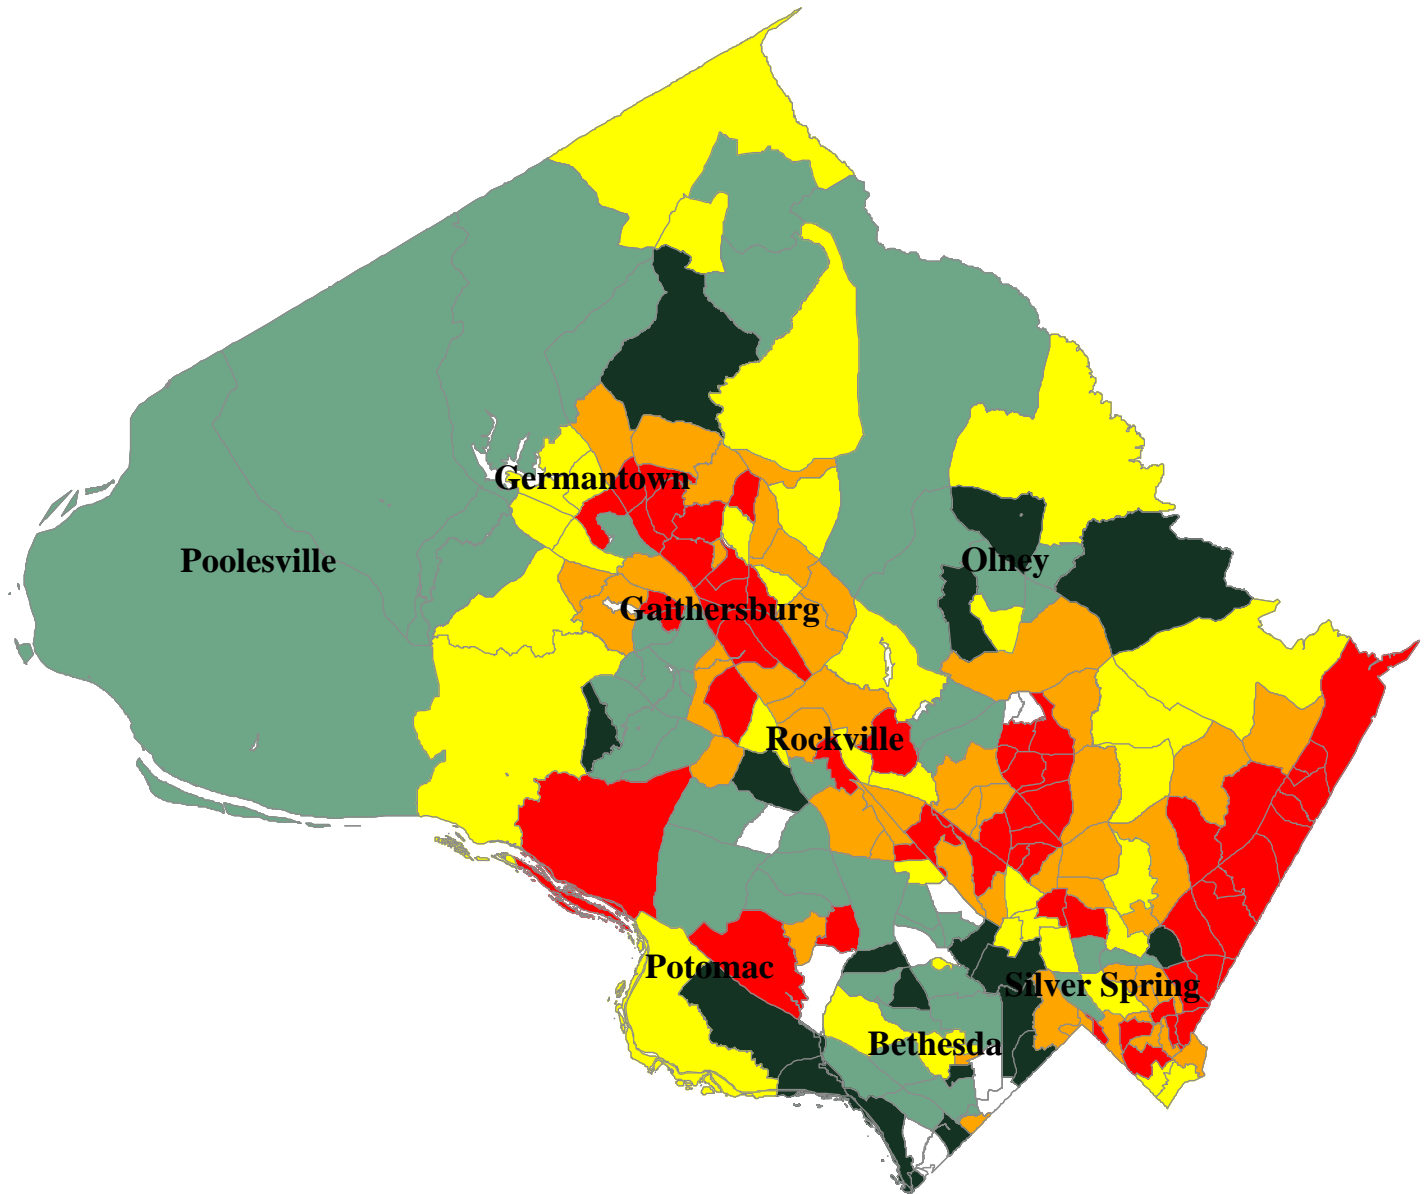 Germantown
Poolesville
Olney
Gaithersburg
Rockville
Potomac
Silver Spring
Bethesda